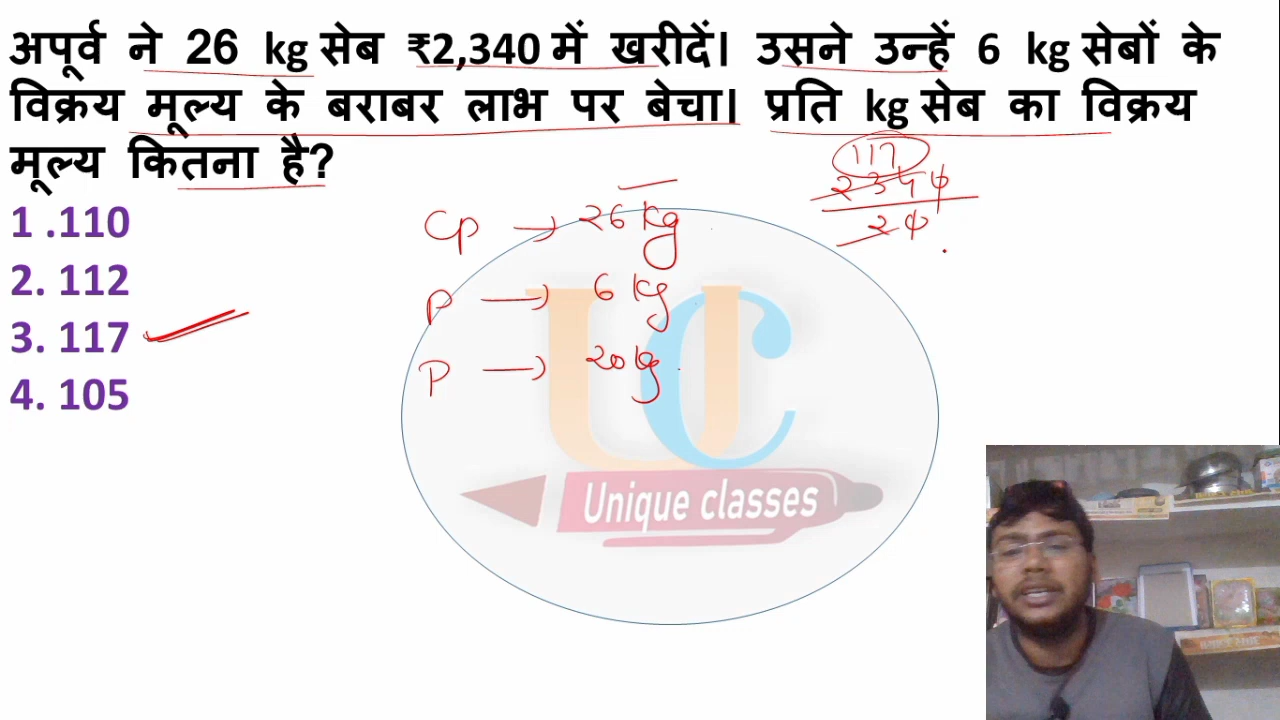 अपूर्व ने 26 kg सेब ₹2,340 में खरीदें। उसने उन्हें 6 kg सेबों के
विक्रय मूल्य के बराबर लाभ पर बेचा। प्रति kg सेब का विक्रय
मूल्य कितना है?
1 .110
2. 112
3. 117
4. 105
117
2340
20
CP → 26 kg
P → 6 kg
P → 20 kg
UC
Unique classes